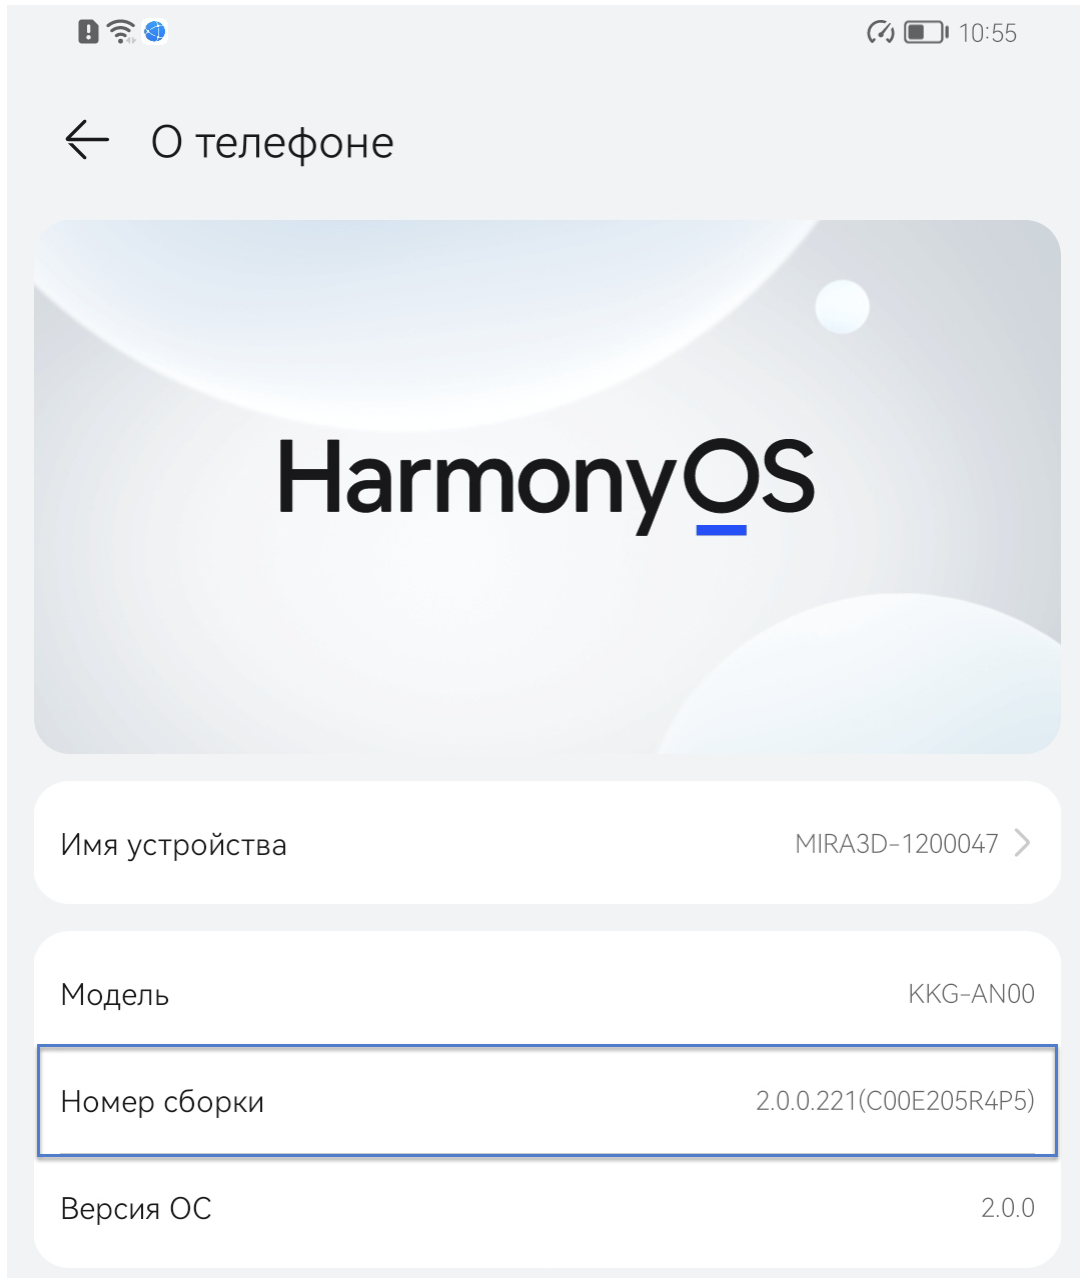 10:55
О телефоне
HarmonyOS
Имя устройства MIRA3D-1200047
Модель KKG-AN00
Номер сборки 2.0.0.221(C00E205R4P5)
Версия ОС 2.0.0